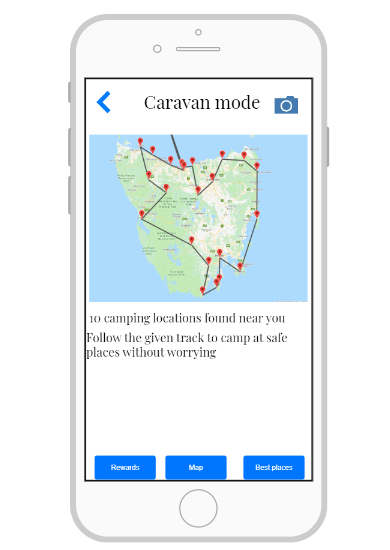 Caravan mode
10 camping locations found near you
Follow the given track to camp at safe
places without worrying
Rewards
Map
Best places